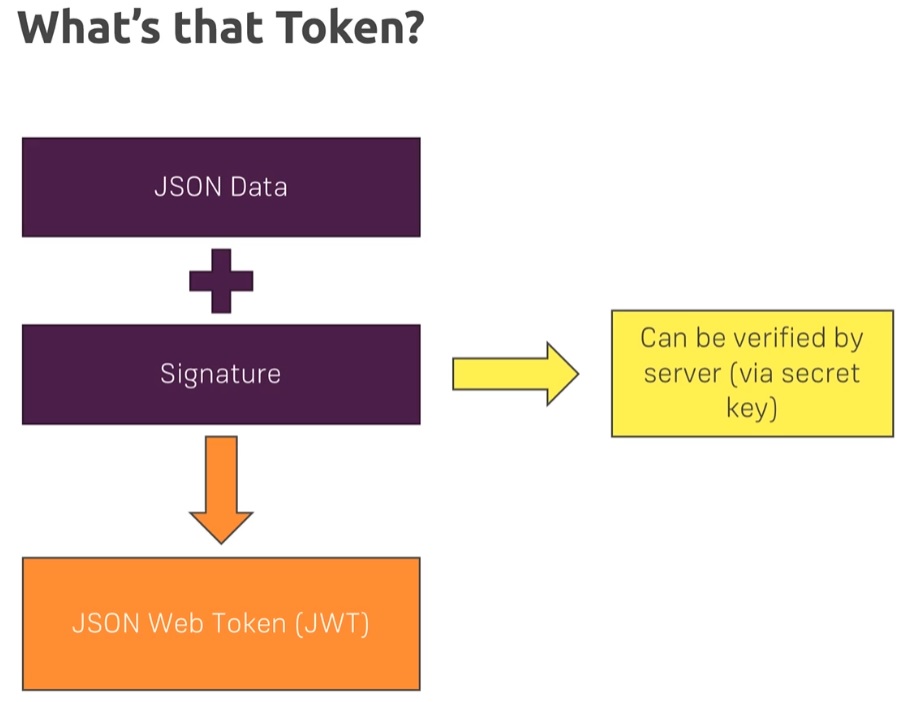 What’s that Token?
JSON Data
Signature
Can be verified by
server (via secret
key)
JSON Web Token (JWT)